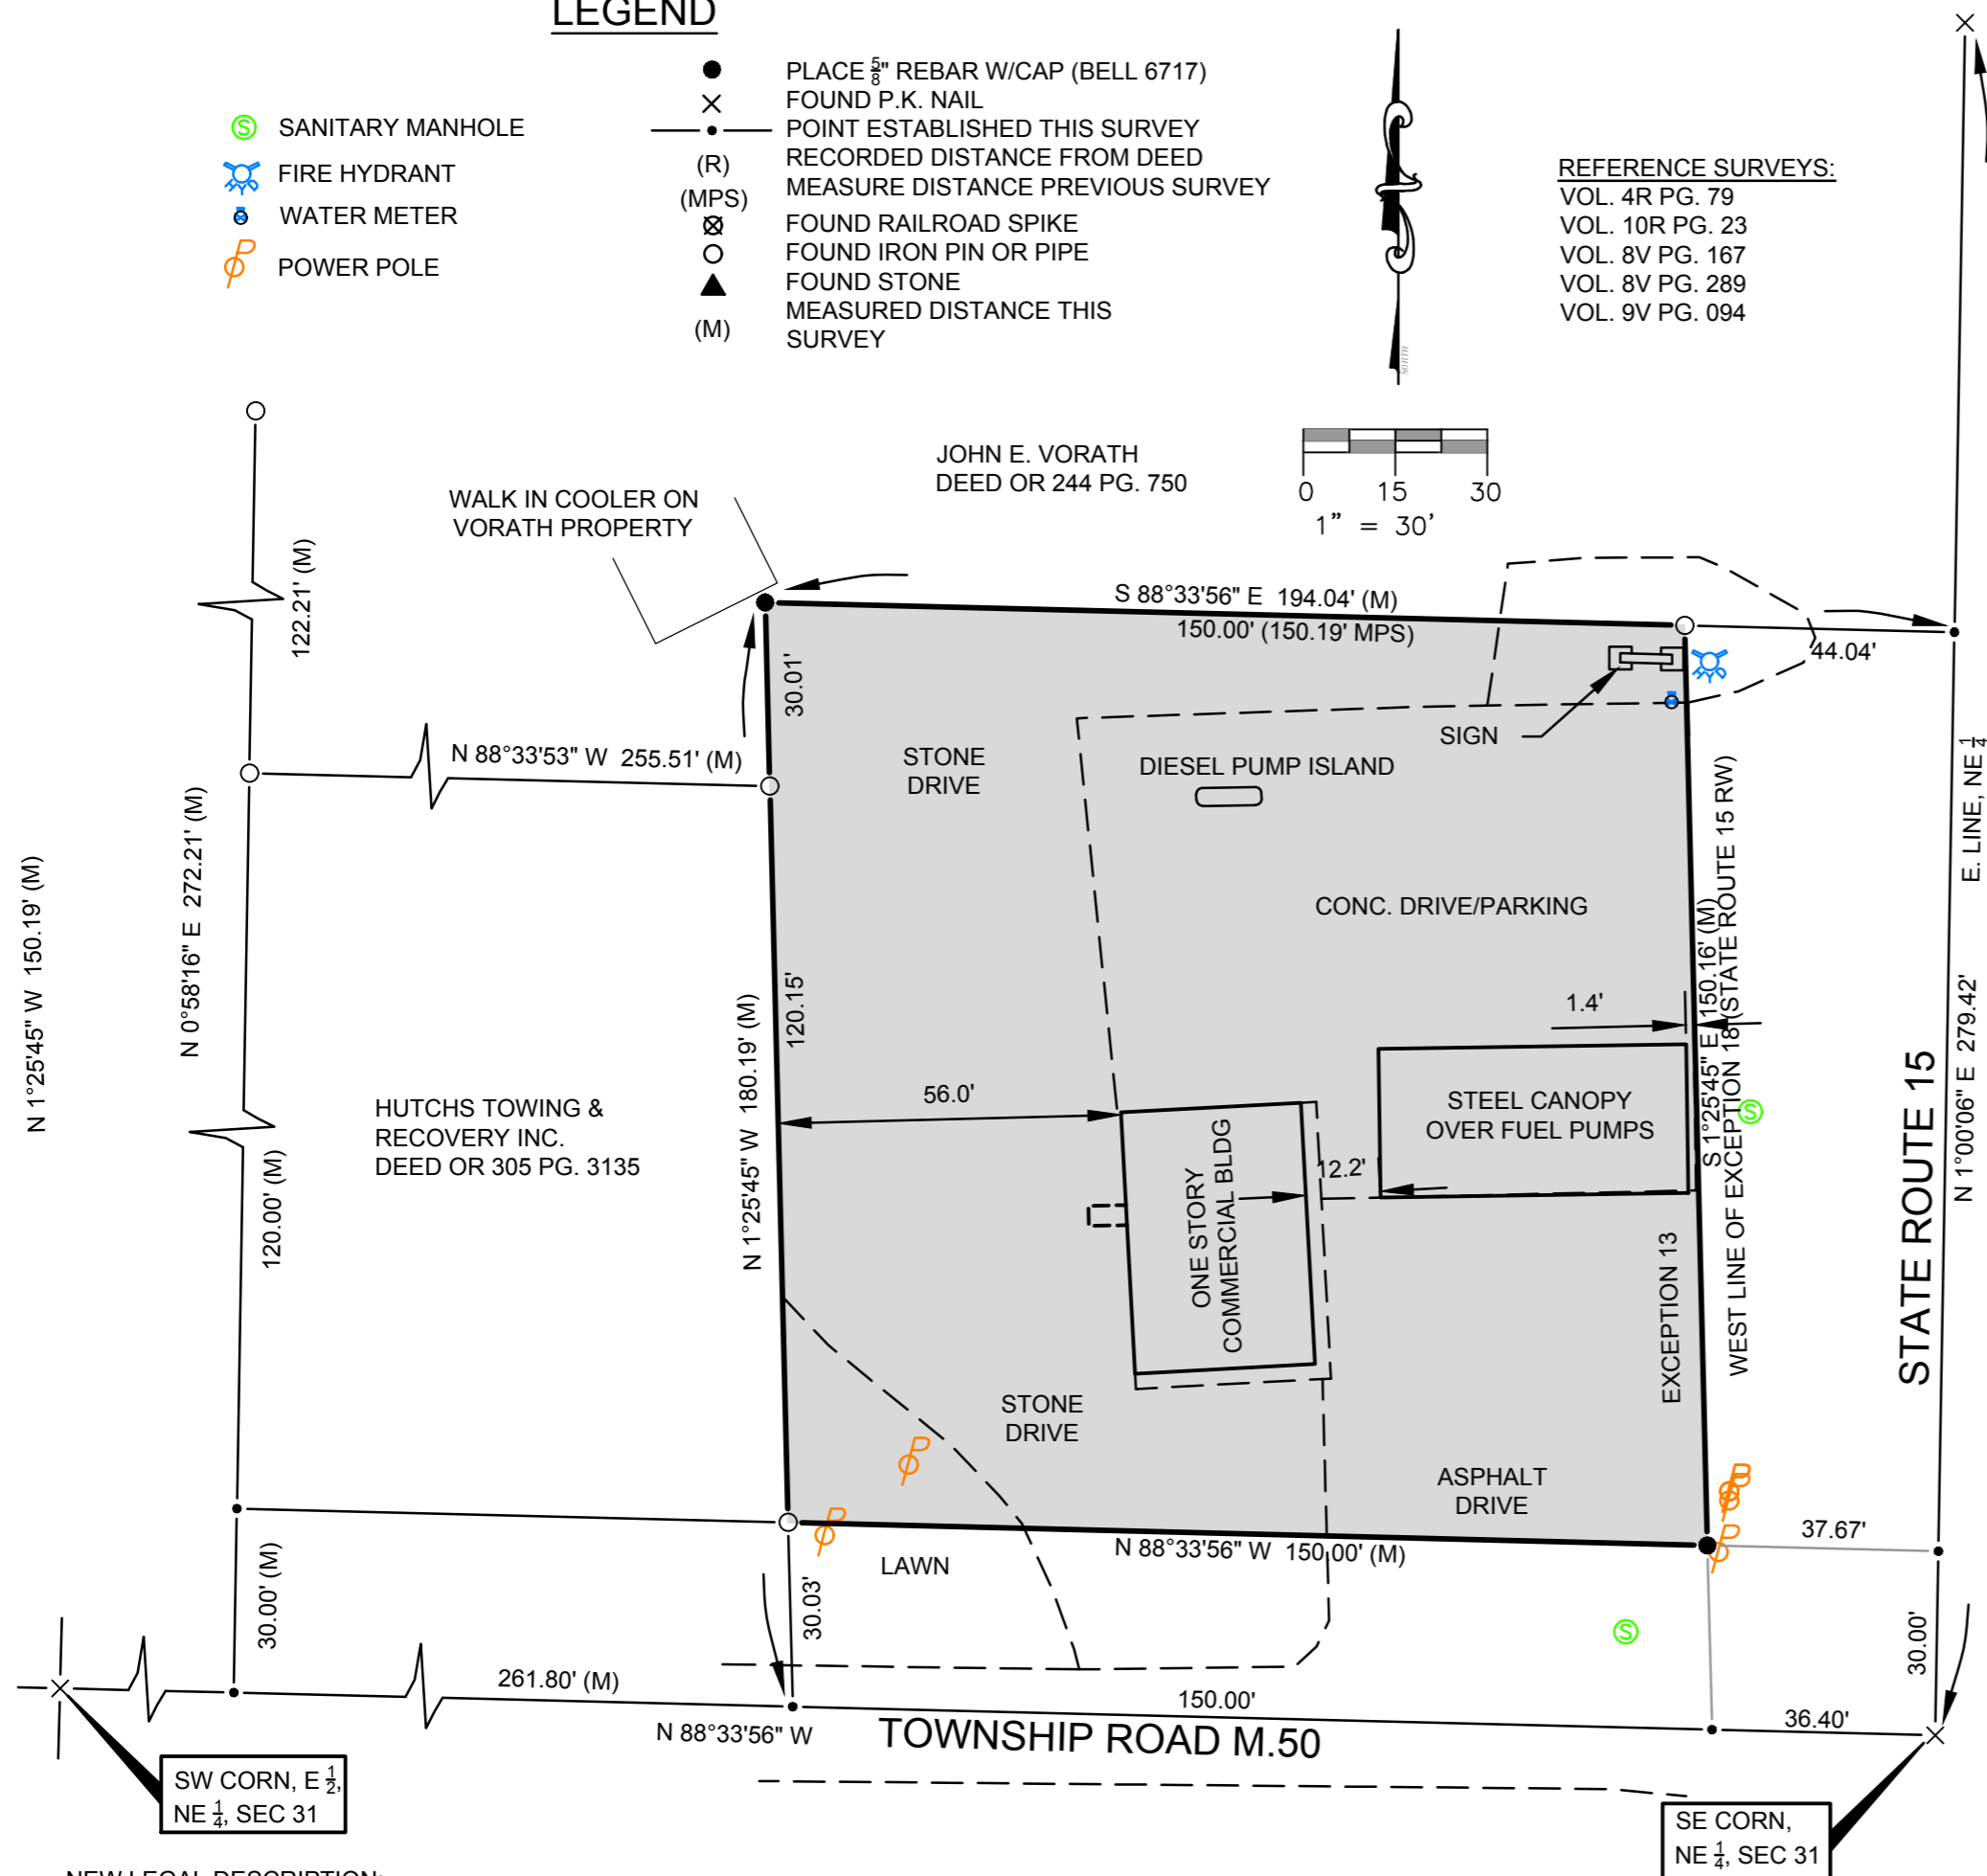 LEGEND
SANITARY MANHOLE
FIRE HYDRANT
WATER METER
POWER POLE
PLACE 5/8" REBAR W/CAP (BELL 6717)
FOUND P.K. NAIL
POINT ESTABLISHED THIS SURVEY
(R) RECORDED DISTANCE FROM DEED
(MPS) MEASURE DISTANCE PREVIOUS SURVEY
FOUND RAILROAD SPIKE
FOUND IRON PIN OR PIPE
FOUND STONE
(M) MEASURED DISTANCE THIS
SURVEY
NORTH
REFERENCE SURVEYS:
VOL. 4R PG. 79
VOL. 10R PG. 23
VOL. 8V PG. 167
VOL. 8V PG. 289
VOL. 9V PG. 094
JOHN E. VORATH
DEED OR 244 PG. 750
0 15 30
1" = 30'
WALK IN COOLER ON
VORATH PROPERTY
122.21' (M)
S 88°33'56" E 194.04' (M)
150.00' (150.19' MPS)
44.04'
30.01'
N 88°33'53" W 255.51' (M)
STONE
DRIVE
DIESEL PUMP ISLAND
SIGN
CONC. DRIVE/PARKING
N 1°25'45" W 150.19' (M)
N 0°58'16" E 272.21' (M)
N 1°25'45" W 180.19' (M)
120.15'
1.4'
S 1°25'45" E 150.16' (M)
WEST LINE OF EXCEPTION 18 (STATE ROUTE 15 RW)
E. LINE, NE 1/4
N 1°00'06" E 279.42'
STATE ROUTE 15
HUTCHS TOWING &
RECOVERY INC.
DEED OR 305 PG. 3135
56.0'
STEEL CANOPY
OVER FUEL PUMPS
ONE STORY
COMMERCIAL BLDG
12.2'
EXCEPTION 13
120.00' (M)
STONE
DRIVE
ASPHALT
DRIVE
N 88°33'56" W 150.00' (M)
37.67'
LAWN
30.00' (M)
30.03'
30.00'
261.80' (M)
150.00'
36.40'
N 88°33'56" W
TOWNSHIP ROAD M.50
SW CORN, E 1/2,
NE 1/4, SEC 31
SE CORN,
NE 1/4, SEC 31
NEW LEGAL DESCRIPTION: